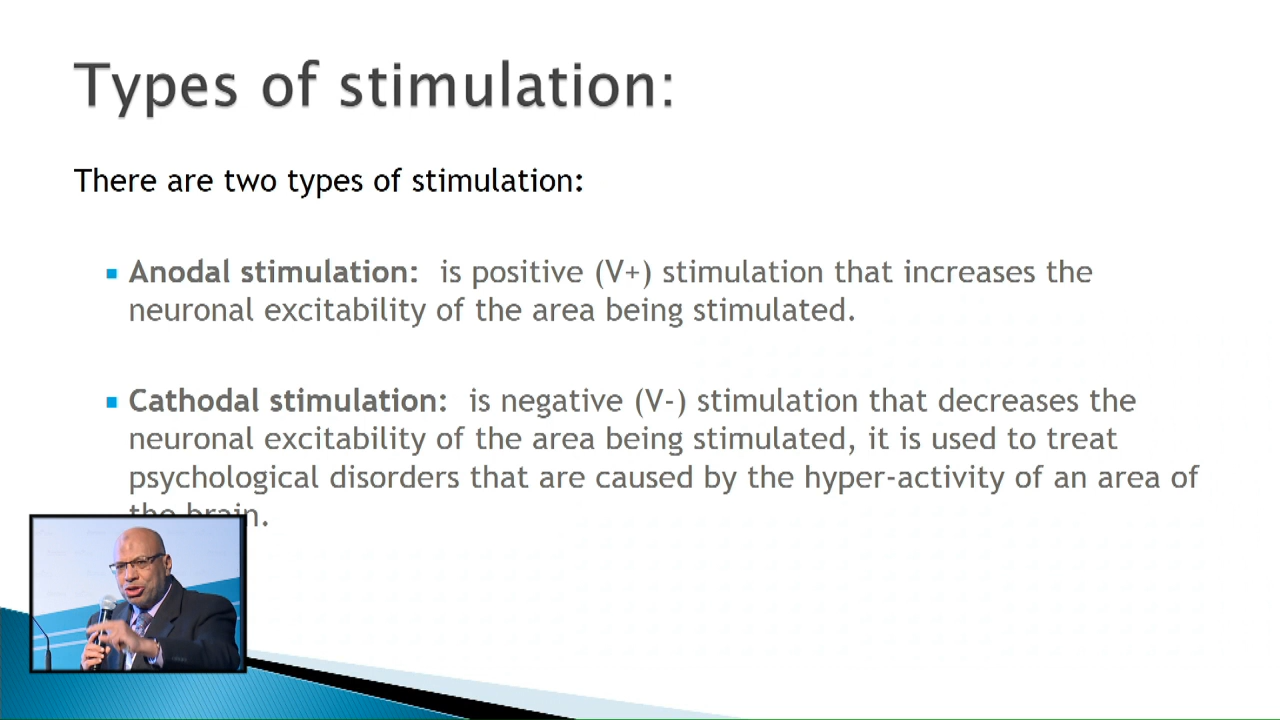 Types of stimulation:
There are two types of stimulation:
Anodal stimulation: is positive (V+) stimulation that increases the
neuronal excitability of the area being stimulated.
Cathodal stimulation: is negative (V-) stimulation that decreases the
neuronal excitability of the area being stimulated, it is used to treat
psychological disorders that are caused by the hyper-activity of an area of
the brain.